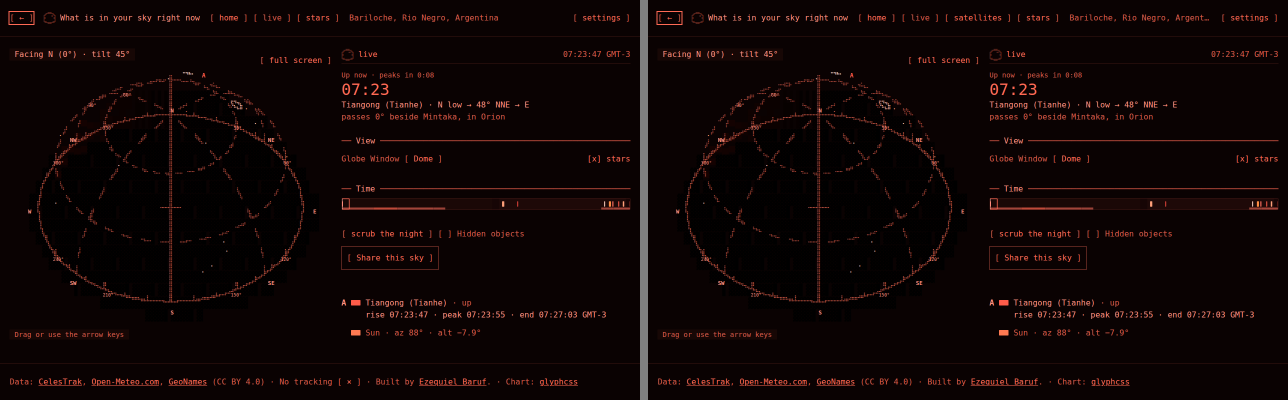 [ ← ] What is in your sky right now [ home ] [ live ] [ stars ] Bariloche, Rio Negro, Argentina [ settings ]
Facing N (0°) · tilt 45°
[ full screen ]
live 07:23:47 GMT-3
Up now · peaks in 0:08
07:23
Tiangong (Tianhe) · N low → 48° NNE → E
passes 0° beside Mintaka, in Orion
View
Globe Window [ Dome ] [x] stars
Time
[ scrub the night ] [ ] Hidden objects
[ Share this sky ]
A Tiangong (Tianhe) · up
rise 07:23:47 · peak 07:23:55 · end 07:27:03 GMT-3
Sun · az 88° · alt −7.9°
A
N
NW
NE
W
E
SW
SE
240°
120°
210°
150°
S
Drag or use the arrow keys
Data: CelesTrak, Open-Meteo.com, GeoNames (CC BY 4.0) · No tracking [ × ] · Built by Ezequiel Baruf. · Chart: glyphcss
[ ← ] What is in your sky right now [ home ] [ live ] [ satellites ] [ stars ] Bariloche, Rio Negro, Argent… [ settings ]
Facing N (0°) · tilt 45°
[ full screen ]
live 07:23:47 GMT-3
Up now · peaks in 0:08
07:23
Tiangong (Tianhe) · N low → 48° NNE → E
passes 0° beside Mintaka, in Orion
View
Globe Window [ Dome ] [x] stars
Time
[ scrub the night ] [ ] Hidden objects
[ Share this sky ]
A Tiangong (Tianhe) · up
rise 07:23:47 · peak 07:23:55 · end 07:27:03 GMT-3
Sun · az 88° · alt −7.9°
A
N
NW
NE
W
E
SW
SE
240°
120°
210°
150°
S
Drag or use the arrow keys
Data: CelesTrak, Open-Meteo.com, GeoNames (CC BY 4.0) · Built by Ezequiel Baruf. · Chart: glyphcss